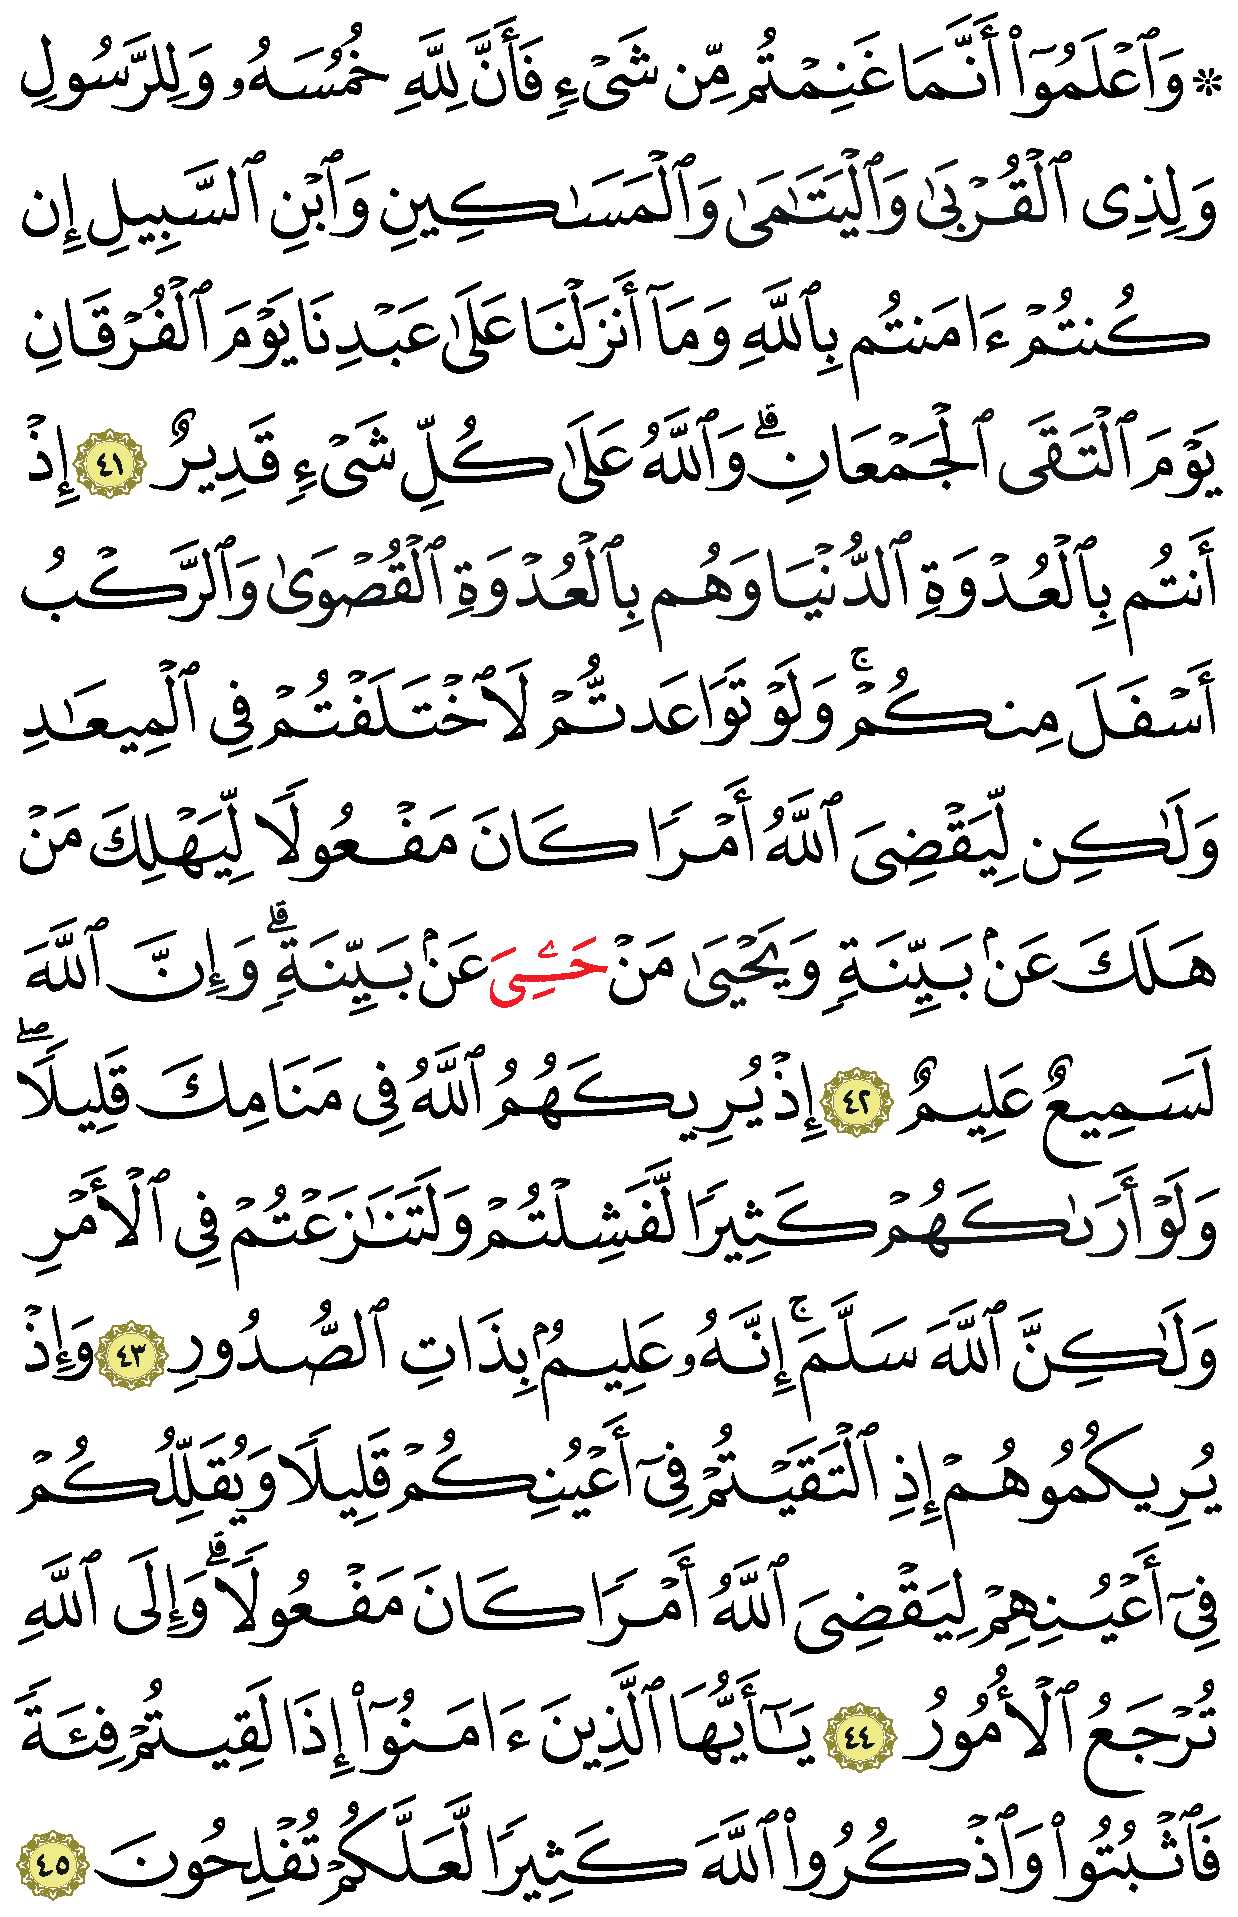 ۞ وَٱعۡلَمُوٓاْ أَنَّمَا غَنِمۡتُم مِّن شَيۡءٖ فَأَنَّ لِلَّهِ خُمُسَهُۥ وَلِلرَّسُولِ
وَلِذِي ٱلۡقُرۡبَىٰ وَٱلۡيَتَٰمَىٰ وَٱلۡمَسَٰكِينِ وَٱبۡنِ ٱلسَّبِيلِ إِن
كُنتُمۡ ءَامَنتُم بِٱللَّهِ وَمَآ أَنزَلۡنَا عَلَىٰ عَبۡدِنَا يَوۡمَ ٱلۡفُرۡقَانِ
يَوۡمَ ٱلۡتَقَى ٱلۡجَمۡعَانِۗ وَٱللَّهُ عَلَىٰ كُلِّ شَيۡءٖ قَدِيرٌ ٤١ إِذۡ
أَنتُم بِٱلۡعُدۡوَةِ ٱلدُّنۡيَا وَهُم بِٱلۡعُدۡوَةِ ٱلۡقُصۡوَىٰ وَٱلرَّكۡبُ
أَسۡفَلَ مِنكُمۡۚ وَلَوۡ تَوَاعَدتُّمۡ لَٱخۡتَلَفۡتُمۡ فِي ٱلۡمِيعَٰدِ
وَلَٰكِن لِّيَقۡضِيَ ٱللَّهُ أَمۡرٗا كَانَ مَفۡعُولٗا لِّيَهۡلِكَ مَنۡ
هَلَكَ عَنۢ بَيِّنَةٖ وَيَحۡيَىٰ مَنۡ حَيِيَ عَنۢ بَيِّنَةٖۗ وَإِنَّ ٱللَّهَ
لَسَمِيعٌ عَلِيمٌ ٤٢ إِذۡ يُرِيكَهُمُ ٱللَّهُ فِي مَنَامِكَ قَلِيلٗاۖ
وَلَوۡ أَرَىٰكَهُمۡ كَثِيرٗا لَّفَشِلۡتُمۡ وَلَتَنَٰزَعۡتُمۡ فِي ٱلۡأَمۡرِ
وَلَٰكِنَّ ٱللَّهَ سَلَّمَۚ إِنَّهُۥ عَلِيمُۢ بِذَاتِ ٱلصُّدُورِ ٤٣ وَإِذۡ
يُرِيكُمُوهُمۡ إِذِ ٱلۡتَقَيۡتُمۡ فِيٓ أَعۡيُنِكُمۡ قَلِيلٗا وَيُقَلِّلُكُمۡ
فِيٓ أَعۡيُنِهِمۡ لِيَقۡضِيَ ٱللَّهُ أَمۡرٗا كَانَ مَفۡعُولٗاۗ وَإِلَى ٱللَّهِ
تُرۡجَعُ ٱلۡأُمُورُ ٤٤ يَٰٓأَيُّهَا ٱلَّذِينَ ءَامَنُوٓاْ إِذَا لَقِيتُمۡ فِئَةٗ
فَٱثۡبُتُواْ وَٱذۡكُرُواْ ٱللَّهَ كَثِيرٗا لَّعَلَّكُمۡ تُفۡلِحُونَ ٤٥